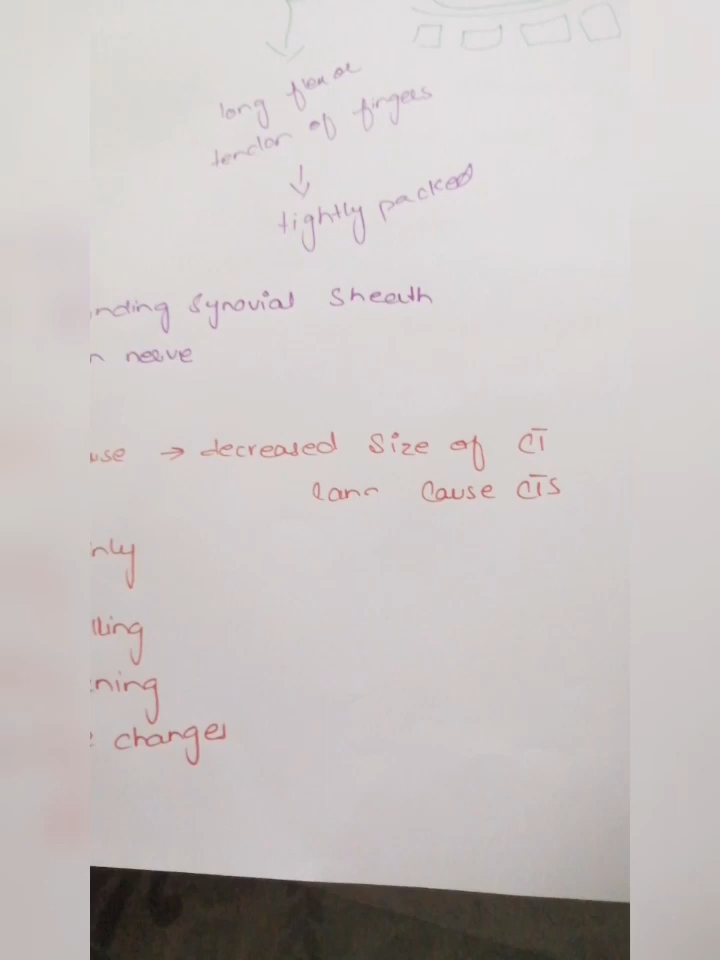 long flexor
tendon of fingers
↓
tightly packed
nding Synovial Sheath
n nerve
use → decreased Size of CT
Cause CTS
nly
lling
ning
changes